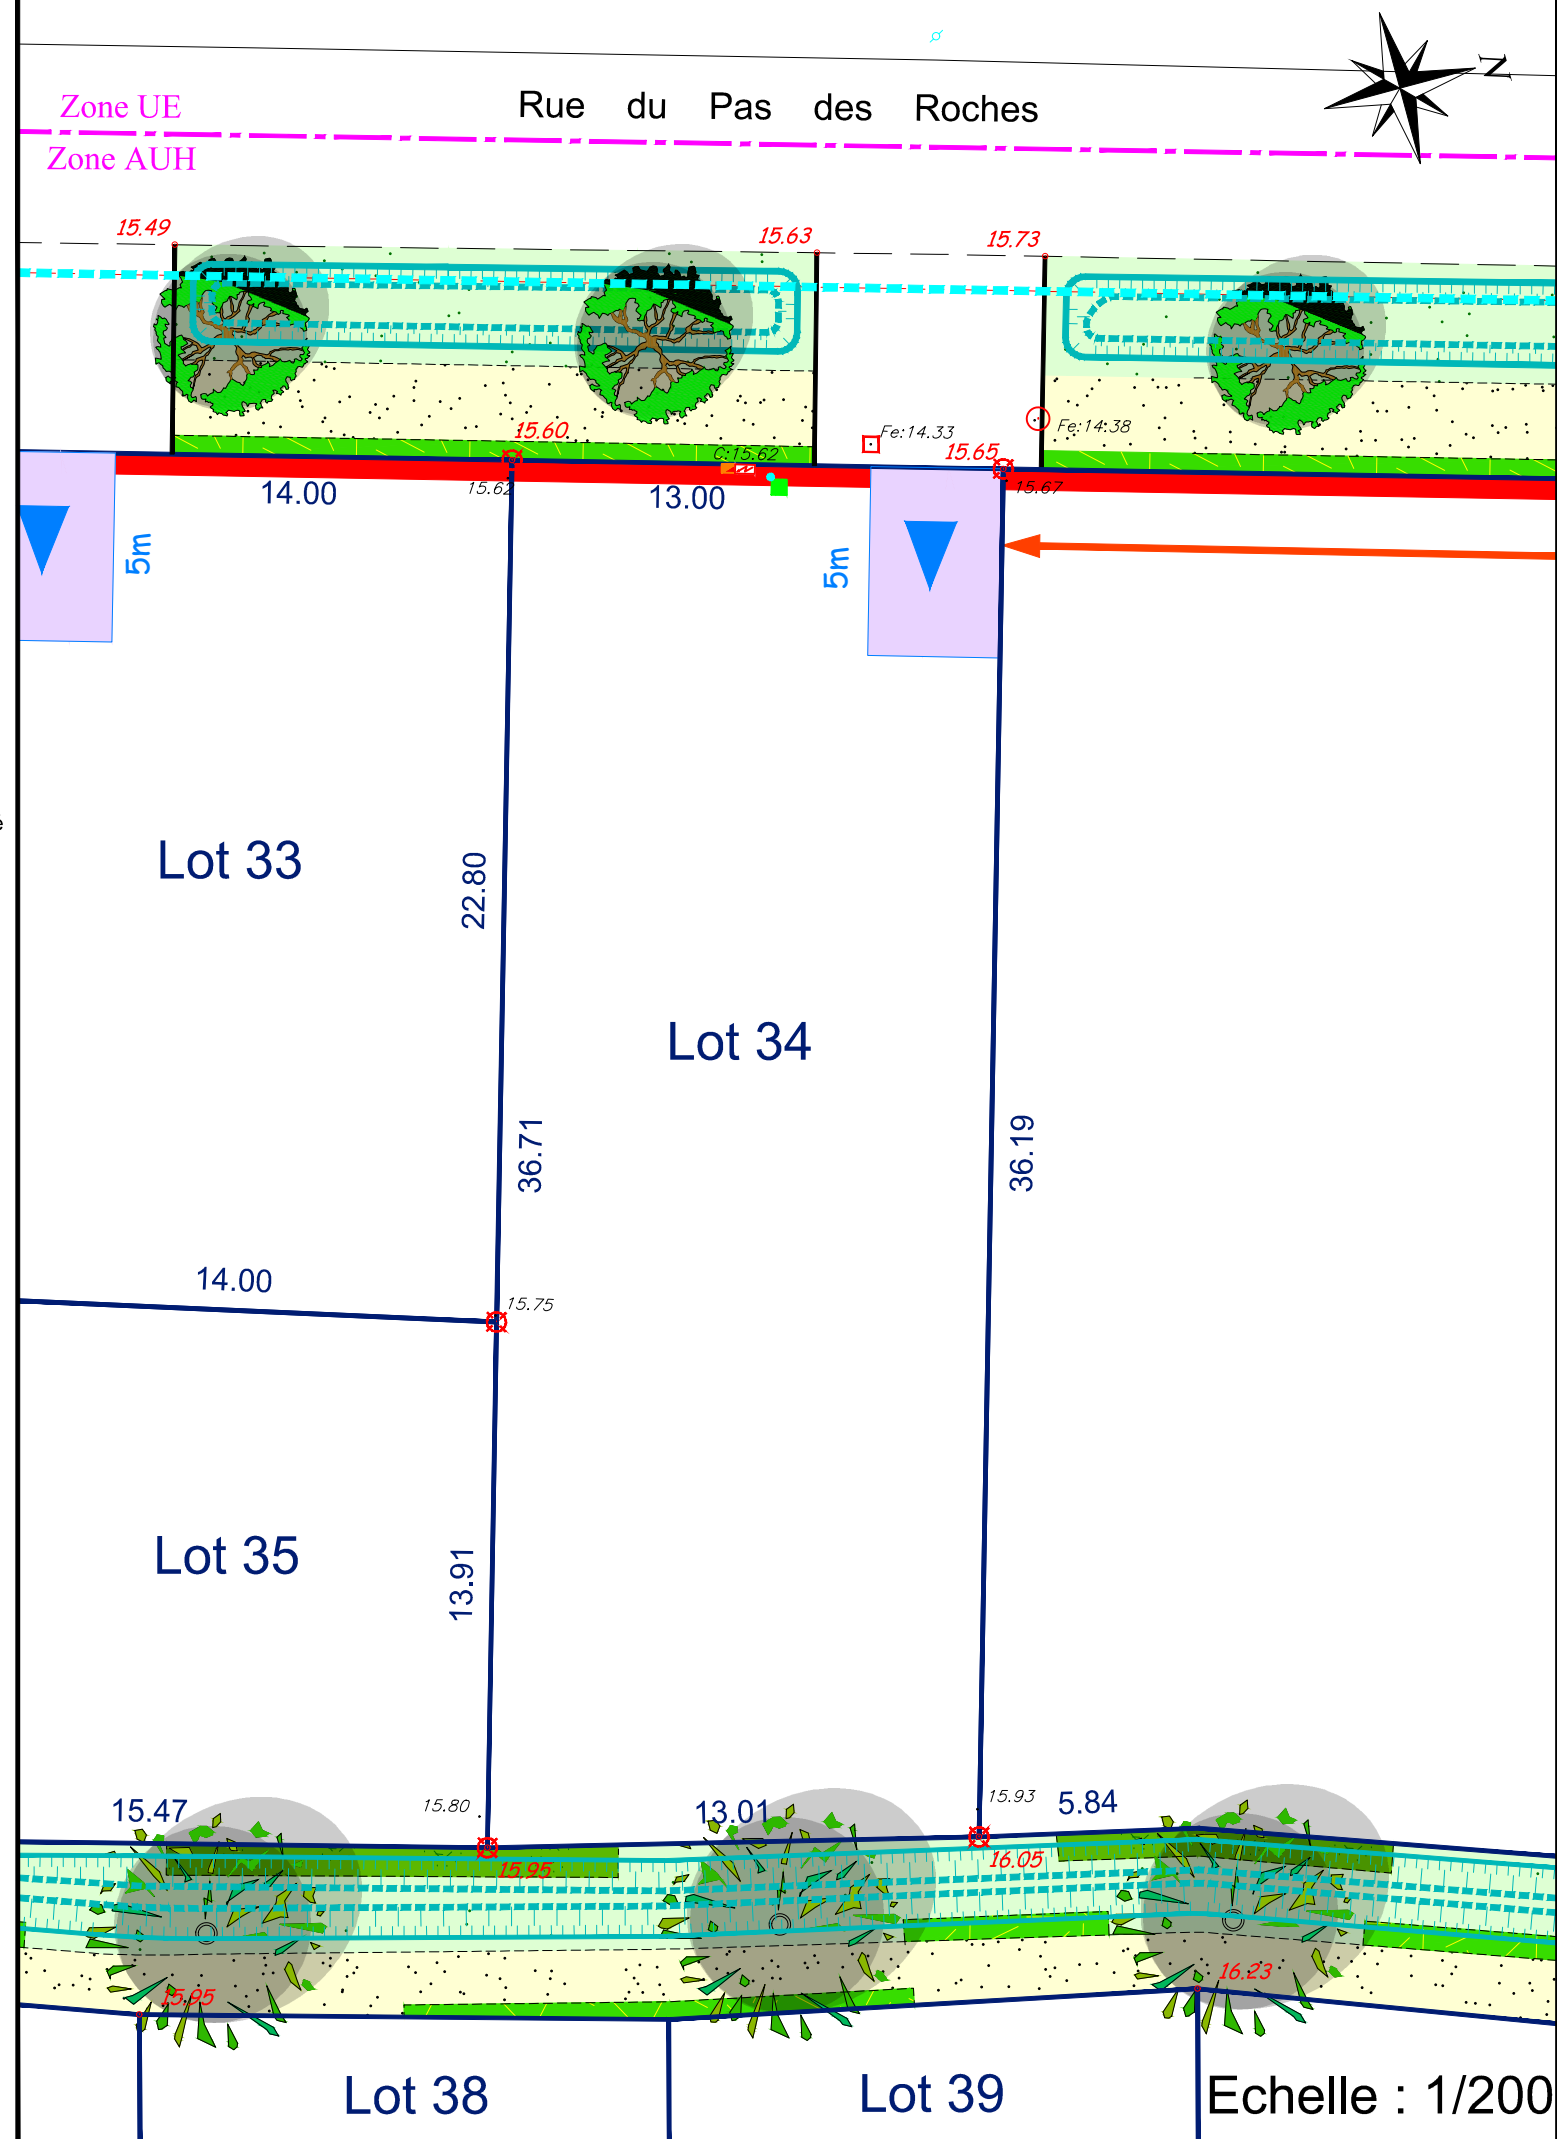 N
Zone UE
Rue du Pas des Roches
Zone AUH
15.49
15.63
15.73
15.60
Fe:14.33
Fe:14.38
C:15.62
15.65
14.00
15.62
13.00
15.67
5m
5m
Lot 33
22.80
Lot 34
36.71
36.19
14.00
15.75
Lot 35
13.91
15.47
15.80
13.01
15.93
5.84
15.95
16.05
15.95
16.23
Lot 38
Lot 39
Echelle : 1/200